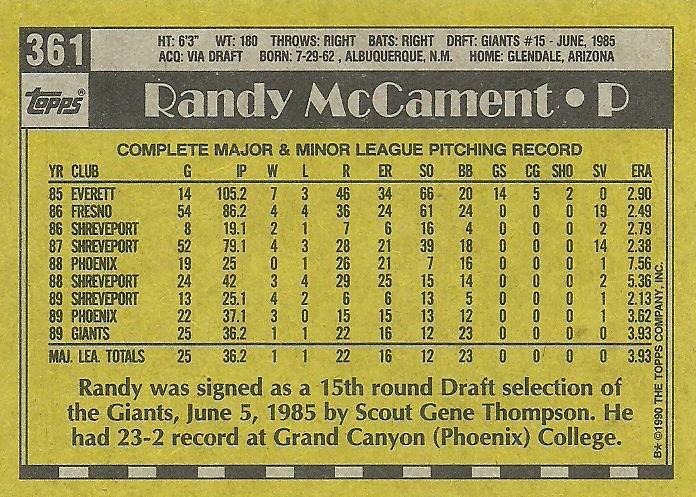 361
HT: 6'3" WT: 180 THROWS: RIGHT BATS: RIGHT DRFT: GIANTS #15 - JUNE, 1985
ACQ: VIA DRAFT BORN: 7-29-62 , ALBUQUERQUE, N.M. HOME: GLENDALE, ARIZONA
Topps® Randy McCament • P
COMPLETE MAJOR & MINOR LEAGUE PITCHING RECORD
YR CLUB G IP W L R ER SO BB GS CG SHO SV ERA
85 EVERETT 14 105.2 7 3 46 34 66 20 14 5 2 0 2.90
86 FRESNO 54 86.2 4 4 36 24 61 24 0 0 0 19 2.49
86 SHREVEPORT 8 19.1 2 1 7 6 16 4 0 0 0 2 2.79
87 SHREVEPORT 52 79.1 4 3 28 21 39 18 0 0 0 14 2.38
88 PHOENIX 19 25 0 1 26 21 7 16 0 0 0 1 7.56
88 SHREVEPORT 24 42 3 4 29 25 15 14 0 0 0 2 5.36
89 SHREVEPORT 13 25.1 4 2 6 6 13 5 0 0 0 1 2.13
89 PHOENIX 22 37.1 3 0 15 15 13 12 0 0 0 1 3.62
89 GIANTS 25 36.2 1 1 22 16 12 23 0 0 0 0 3.93
MAJ. LEA. TOTALS 25 36.2 1 1 22 16 12 23 0 0 0 0 3.93
Randy was signed as a 15th round Draft selection of
the Giants, June 5, 1985 by Scout Gene Thompson. He
had 23-2 record at Grand Canyon (Phoenix) College.
B* ©1990 THE TOPPS COMPANY, INC.